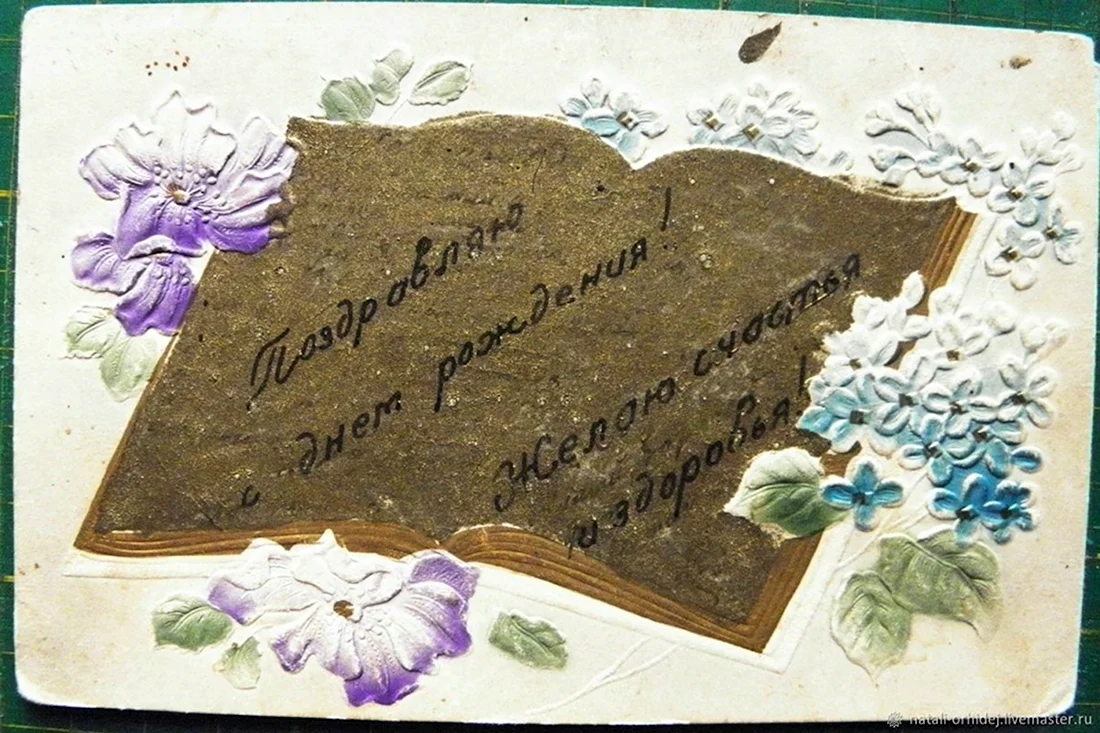 Поздравляю
с днем рождения!
Желаю счастья
и здоровья!
natali-orhidej.livemaster.ru